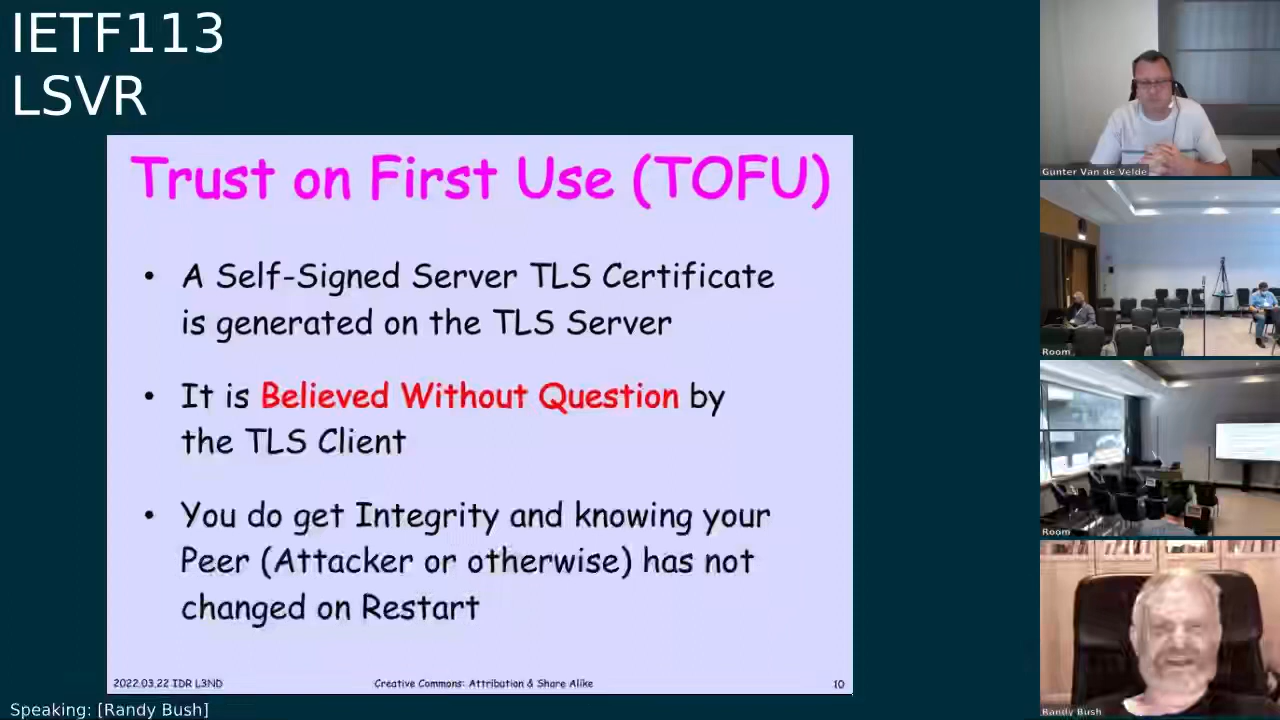 IETF113
LSVR
Trust on First Use (TOFU)
• A Self-Signed Server TLS Certificate
is generated on the TLS Server
• It is Believed Without Question by
the TLS Client
• You do get Integrity and knowing your
Peer (Attacker or otherwise) has not
changed on Restart
2022.03.22 IDR L3ND
Creative Commons: Attribution & Share Alike
10
Speaking: [Randy Bush]
Gunter Van de Velde
Room
Room
Randy Bush